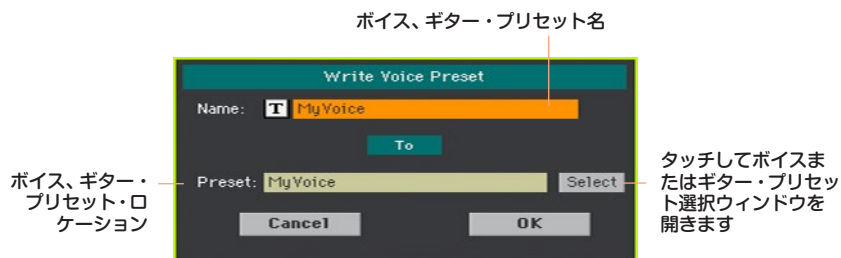 ボイス、ギター・プリセット名
Write Voice Preset
Name: T MyVoice
To
ボイス、ギター・
プリセット・ロ
ケーション
Preset: MyVoice Select
タッチしてボイスま
たはギター・プリセッ
ト選択ウィンドウを
開きます
Cancel OK